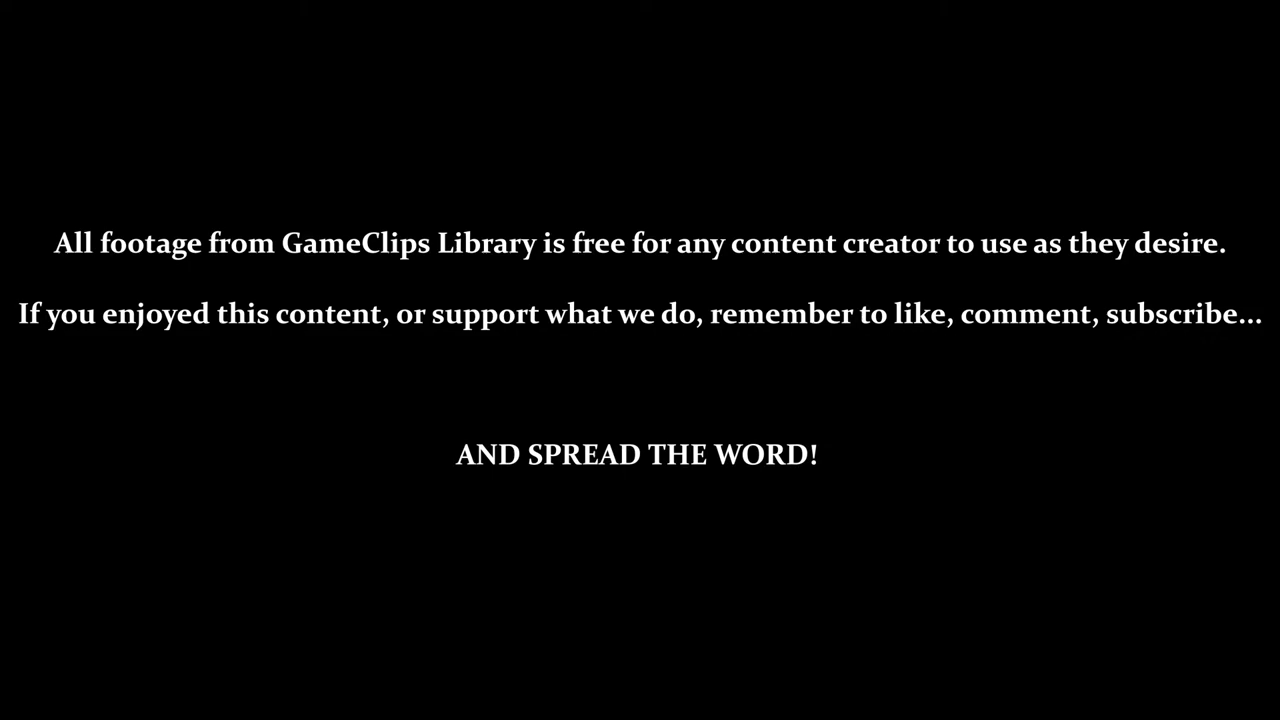 All footage from GameClips Library is free for any content creator to use as they desire.
If you enjoyed this content, or support what we do, remember to like, comment, subscribe...
AND SPREAD THE WORD!